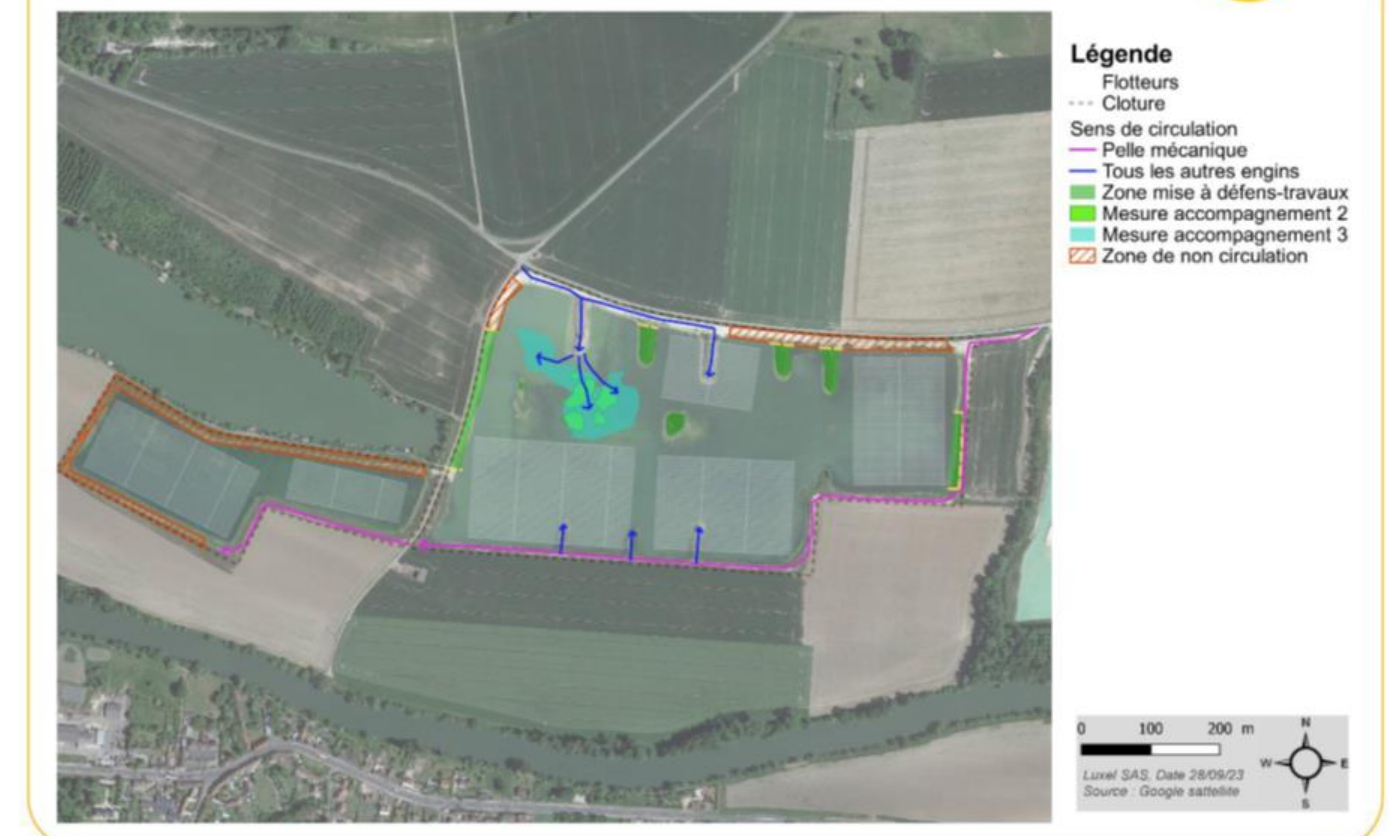 Légende
Flotteurs
Cloture
Sens de circulation
Pelle mécanique
Tous les autres engins
Zone mise à défens-travaux
Mesure accompagnement 2
Mesure accompagnement 3
Zone de non circulation
0 100 200 m
N
W E
S
Luxel SAS. Date 28/09/23
Source : Google sattellite